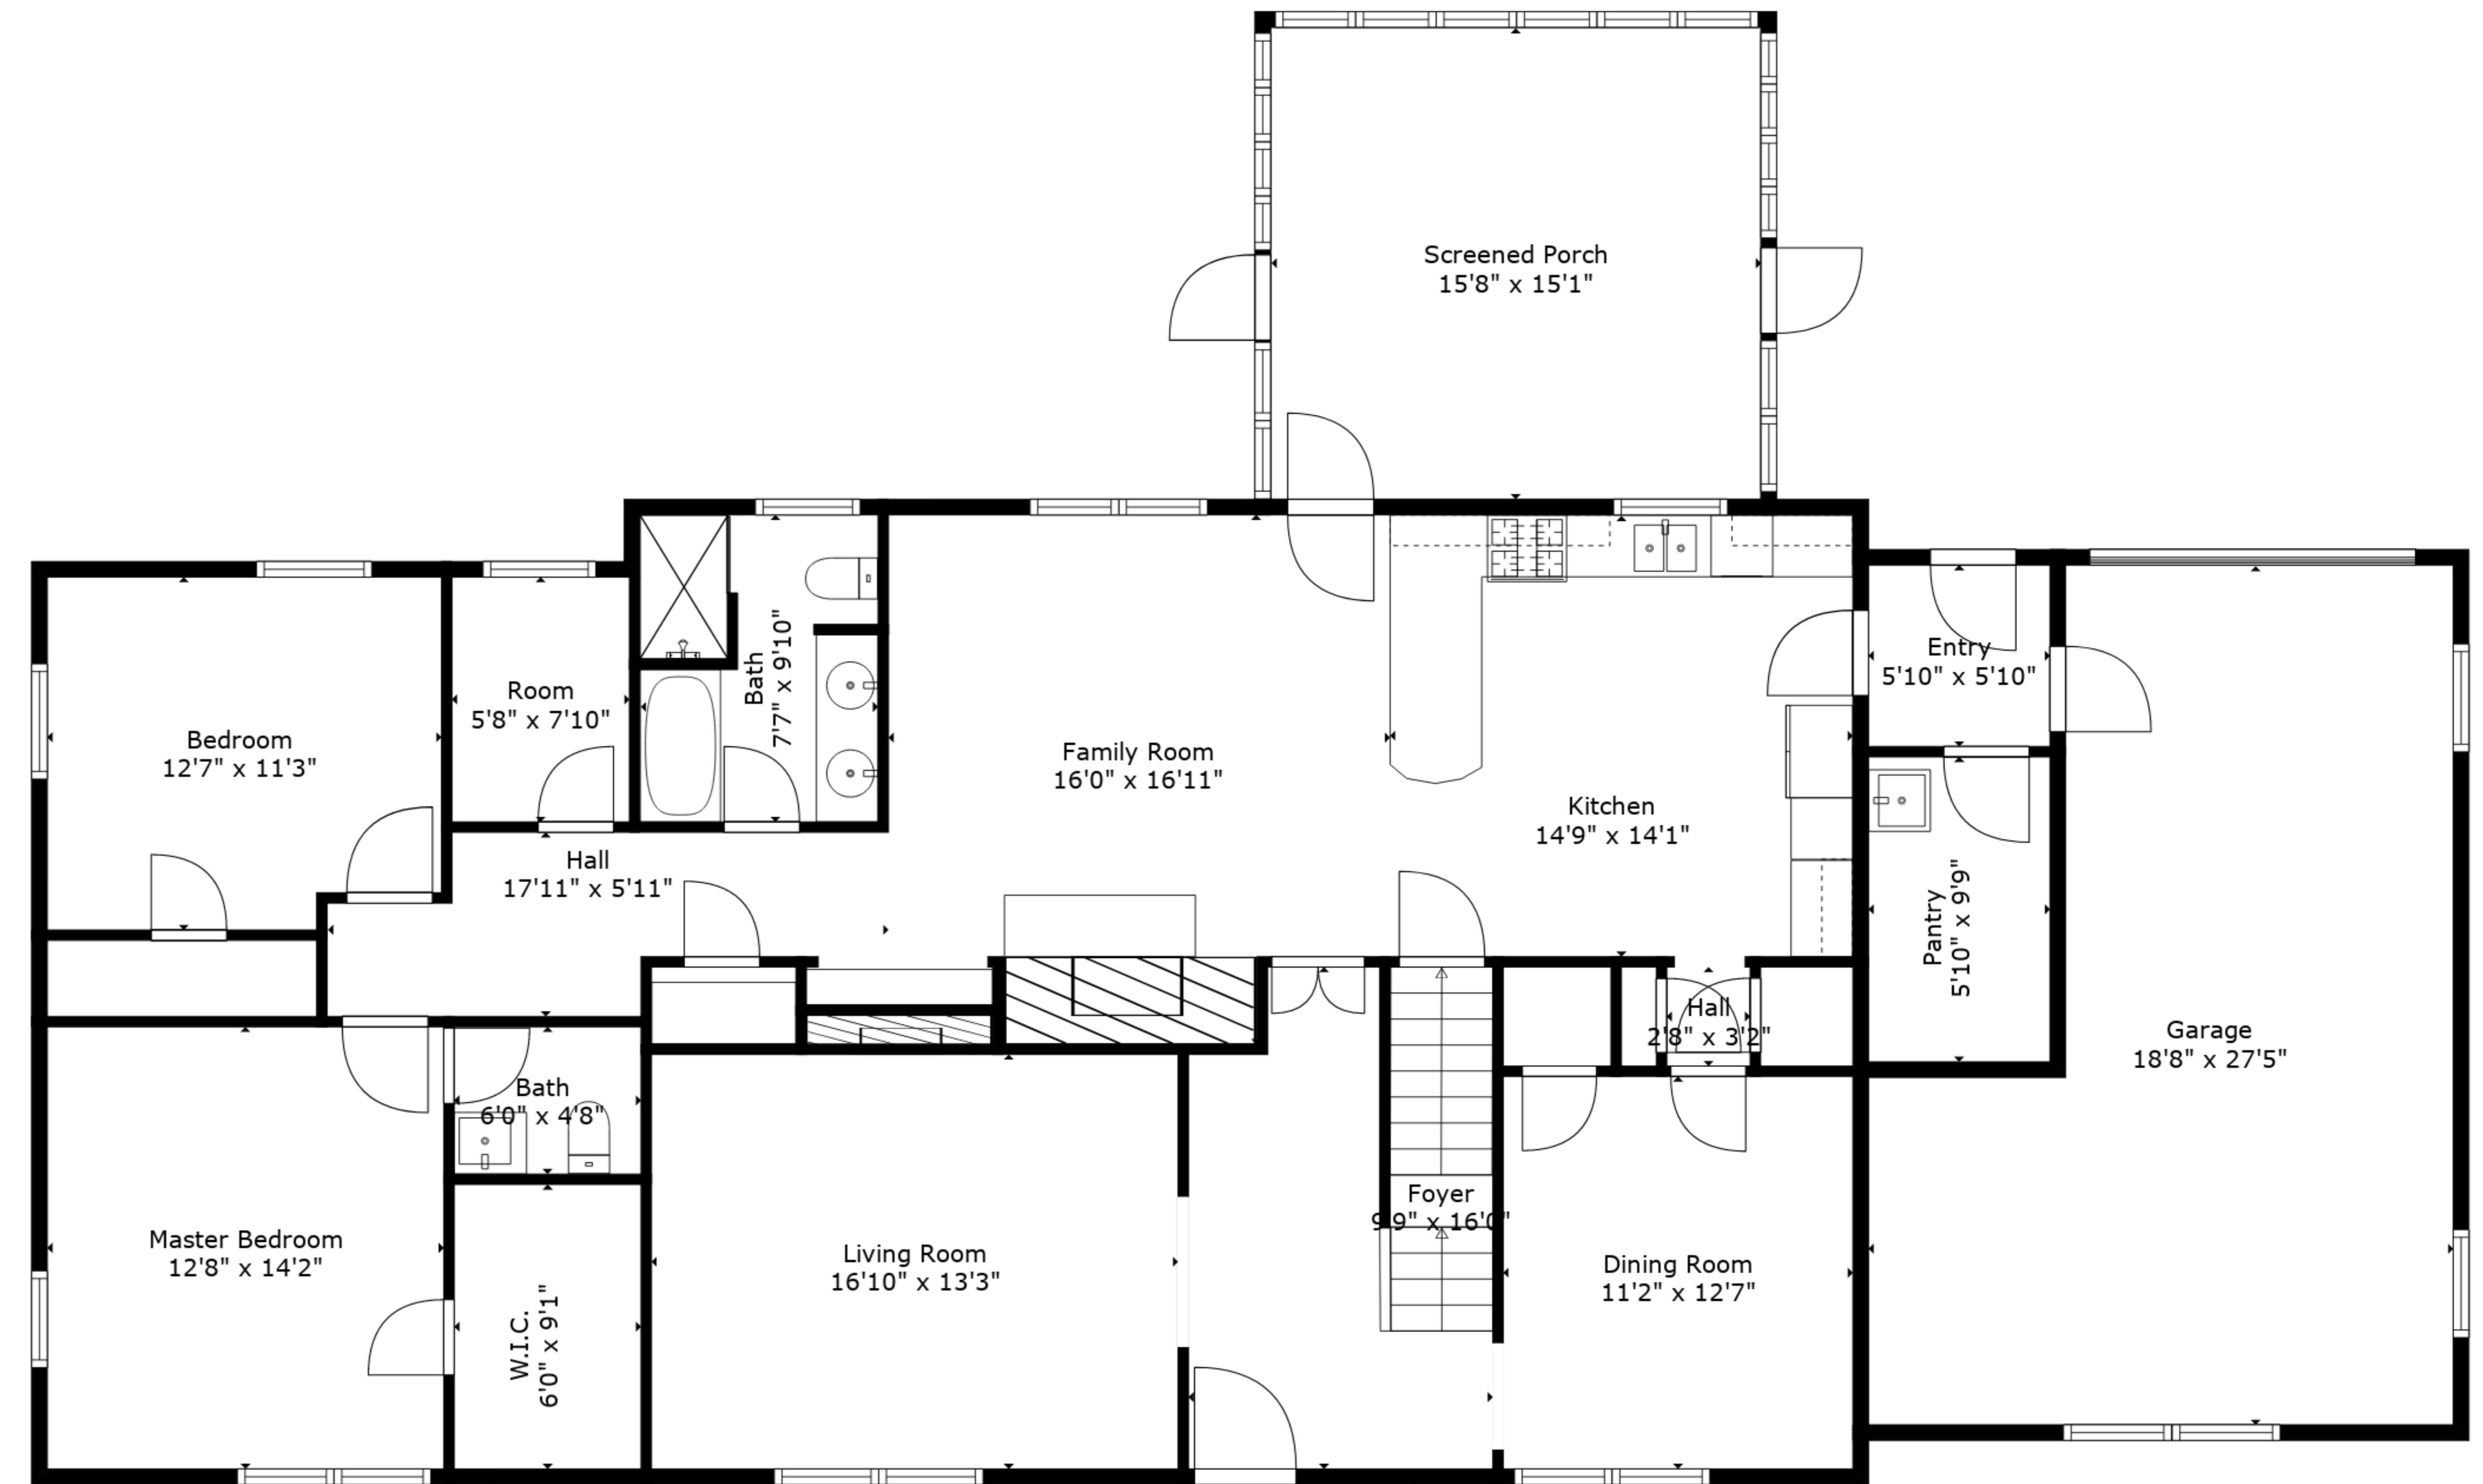 Screened Porch
15'8" x 15'1"
Entry
5'10" x 5'10"
Room
5'8" x 7'10"
Bath
7'7" x 9'10"
Bedroom
12'7" x 11'3"
Family Room
16'0" x 16'11"
Kitchen
14'9" x 14'1"
Hall
17'11" x 5'11"
Pantry
5'10" x 9'9"
Hall
2'8" x 3'2"
Garage
18'8" x 27'5"
Bath
6'0" x 4'8"
Foyer
9'9" x 16'0"
Master Bedroom
12'8" x 14'2"
Living Room
16'10" x 13'3"
Dining Room
11'2" x 12'7"
W.I.C.
6'0" x 9'1"